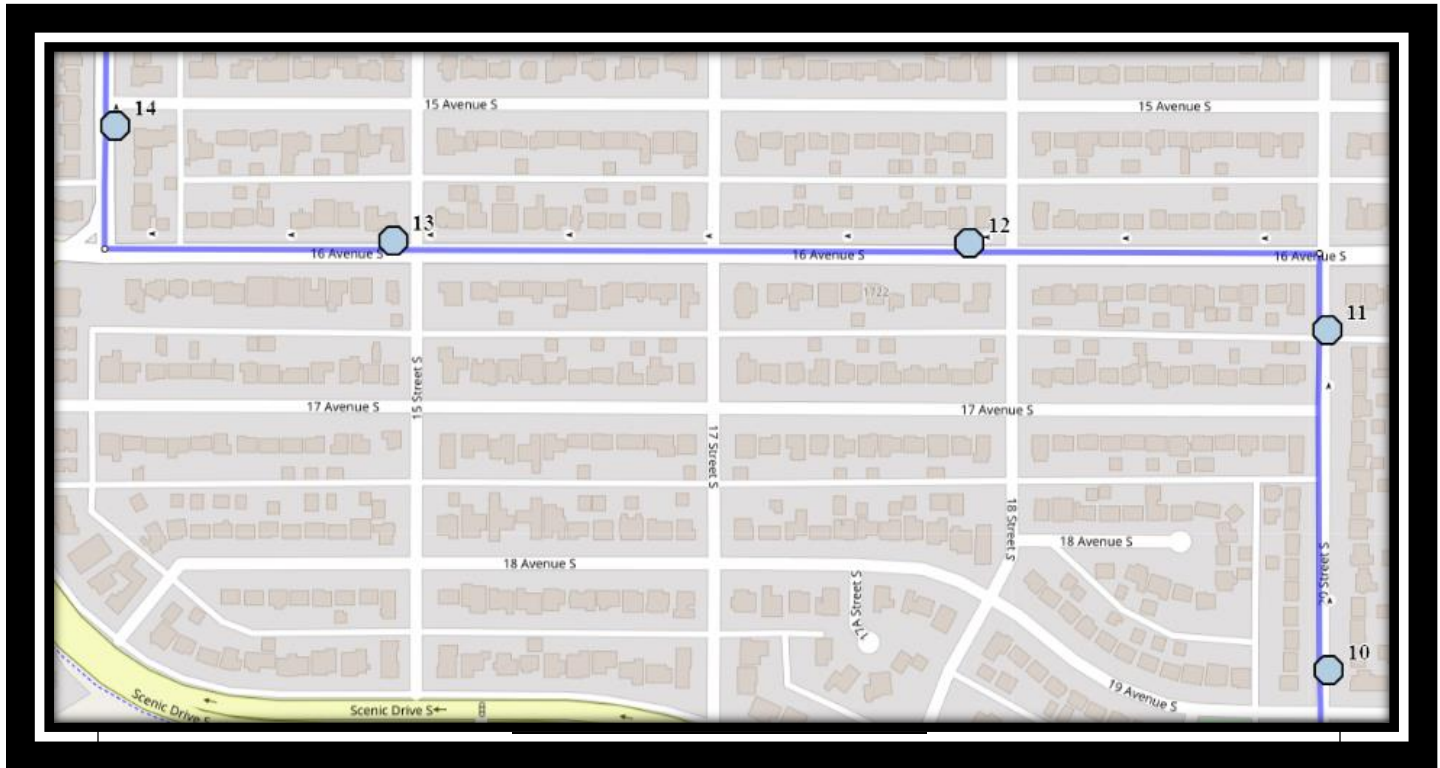 14
15 Avenue S
15 Avenue S
13
12
16 Avenue S
16 Avenue S
16 Avenue S
1722
11
15 Street S
17 Avenue S
17 Avenue S
17 Street S
18 Street S
18 Avenue S
20 Street S
18 Avenue S
17A Street S
10
19 Avenue S
Scenic Drive S
Scenic Drive S